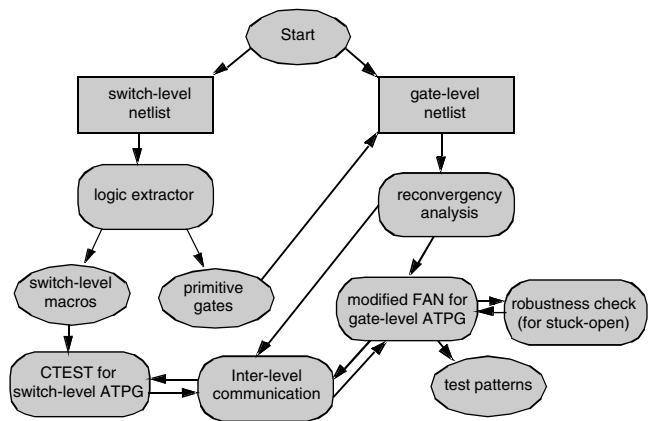 Start
switch-level
netlist
gate-level
netlist
logic extractor
reconvergency
analysis
switch-level
macros
primitive
gates
modified FAN for
gate-level ATPG
robustness check
(for stuck-open)
CTEST for
switch-level ATPG
Inter-level
communication
test patterns